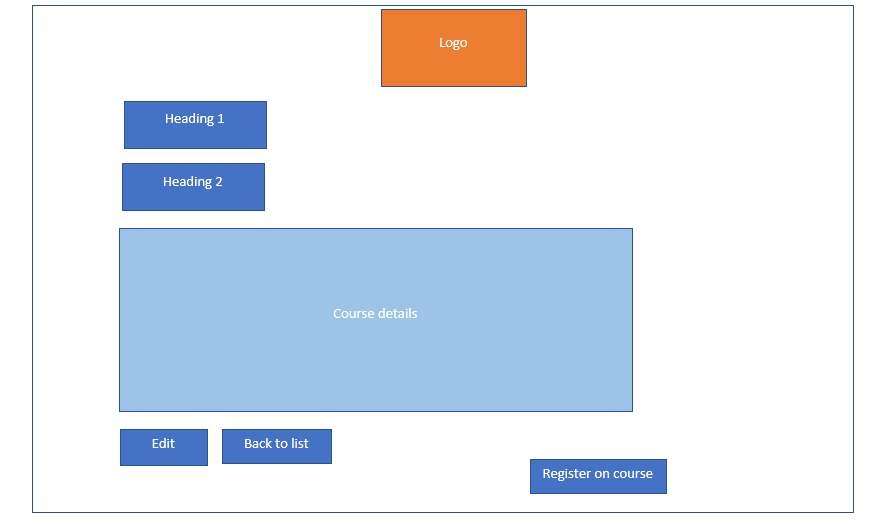 Logo
Heading 1
Heading 2
Course details
Edit
Back to list
Register on course